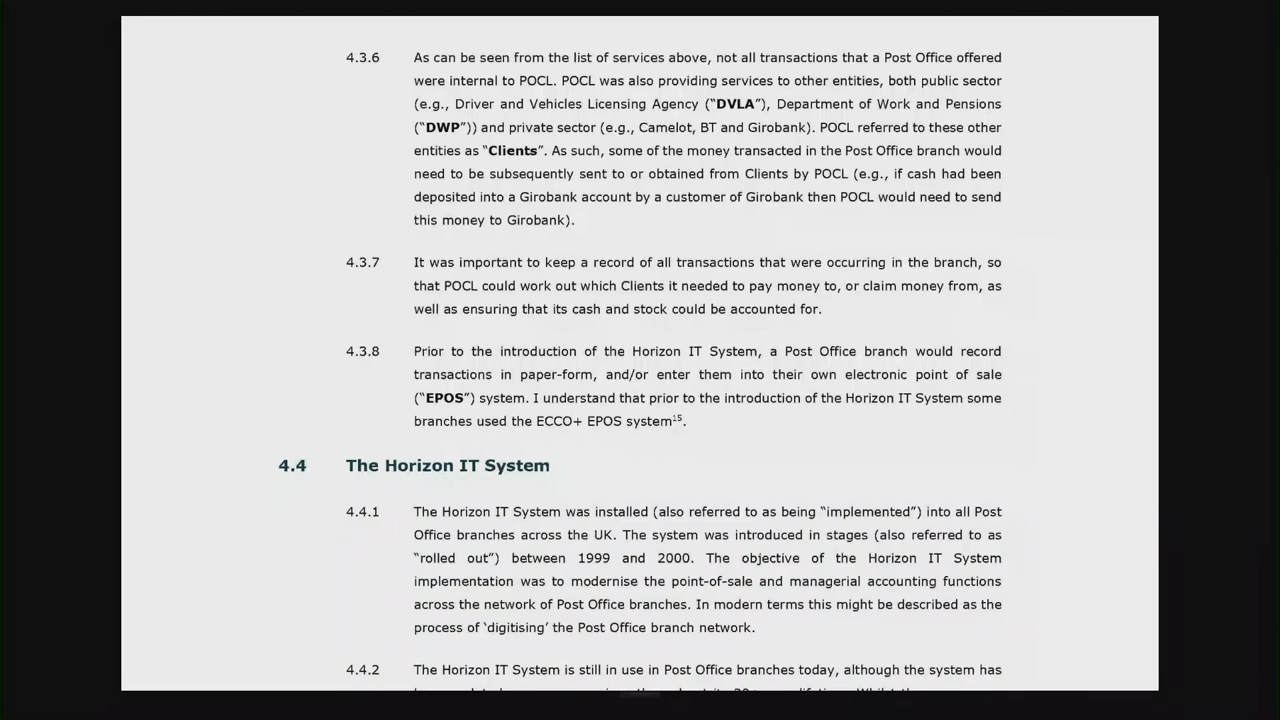 4.3.6 As can be seen from the list of services above, not all transactions that a Post Office offered
were internal to POCL. POCL was also providing services to other entities, both public sector
(e.g., Driver and Vehicles Licensing Agency (“DVLA”), Department of Work and Pensions
(“DWP”)) and private sector (e.g., Camelot, BT and Girobank). POCL referred to these other
entities as “Clients”. As such, some of the money transacted in the Post Office branch would
need to be subsequently sent to or obtained from Clients by POCL (e.g., if cash had been
deposited into a Girobank account by a customer of Girobank then POCL would need to send
this money to Girobank).
4.3.7 It was important to keep a record of all transactions that were occurring in the branch, so
that POCL could work out which Clients it needed to pay money to, or claim money from, as
well as ensuring that its cash and stock could be accounted for.
4.3.8 Prior to the introduction of the Horizon IT System, a Post Office branch would record
transactions in paper-form, and/or enter them into their own electronic point of sale
(“EPOS”) system. I understand that prior to the introduction of the Horizon IT System some
branches used the ECCO+ EPOS system¹⁵.
4.4 The Horizon IT System
4.4.1 The Horizon IT System was installed (also referred to as being “implemented”) into all Post
Office branches across the UK. The system was introduced in stages (also referred to as
“rolled out”) between 1999 and 2000. The objective of the Horizon IT System
implementation was to modernise the point-of-sale and managerial accounting functions
across the network of Post Office branches. In modern terms this might be described as the
process of ‘digitising’ the Post Office branch network.
4.4.2 The Horizon IT System is still in use in Post Office branches today, although the system has